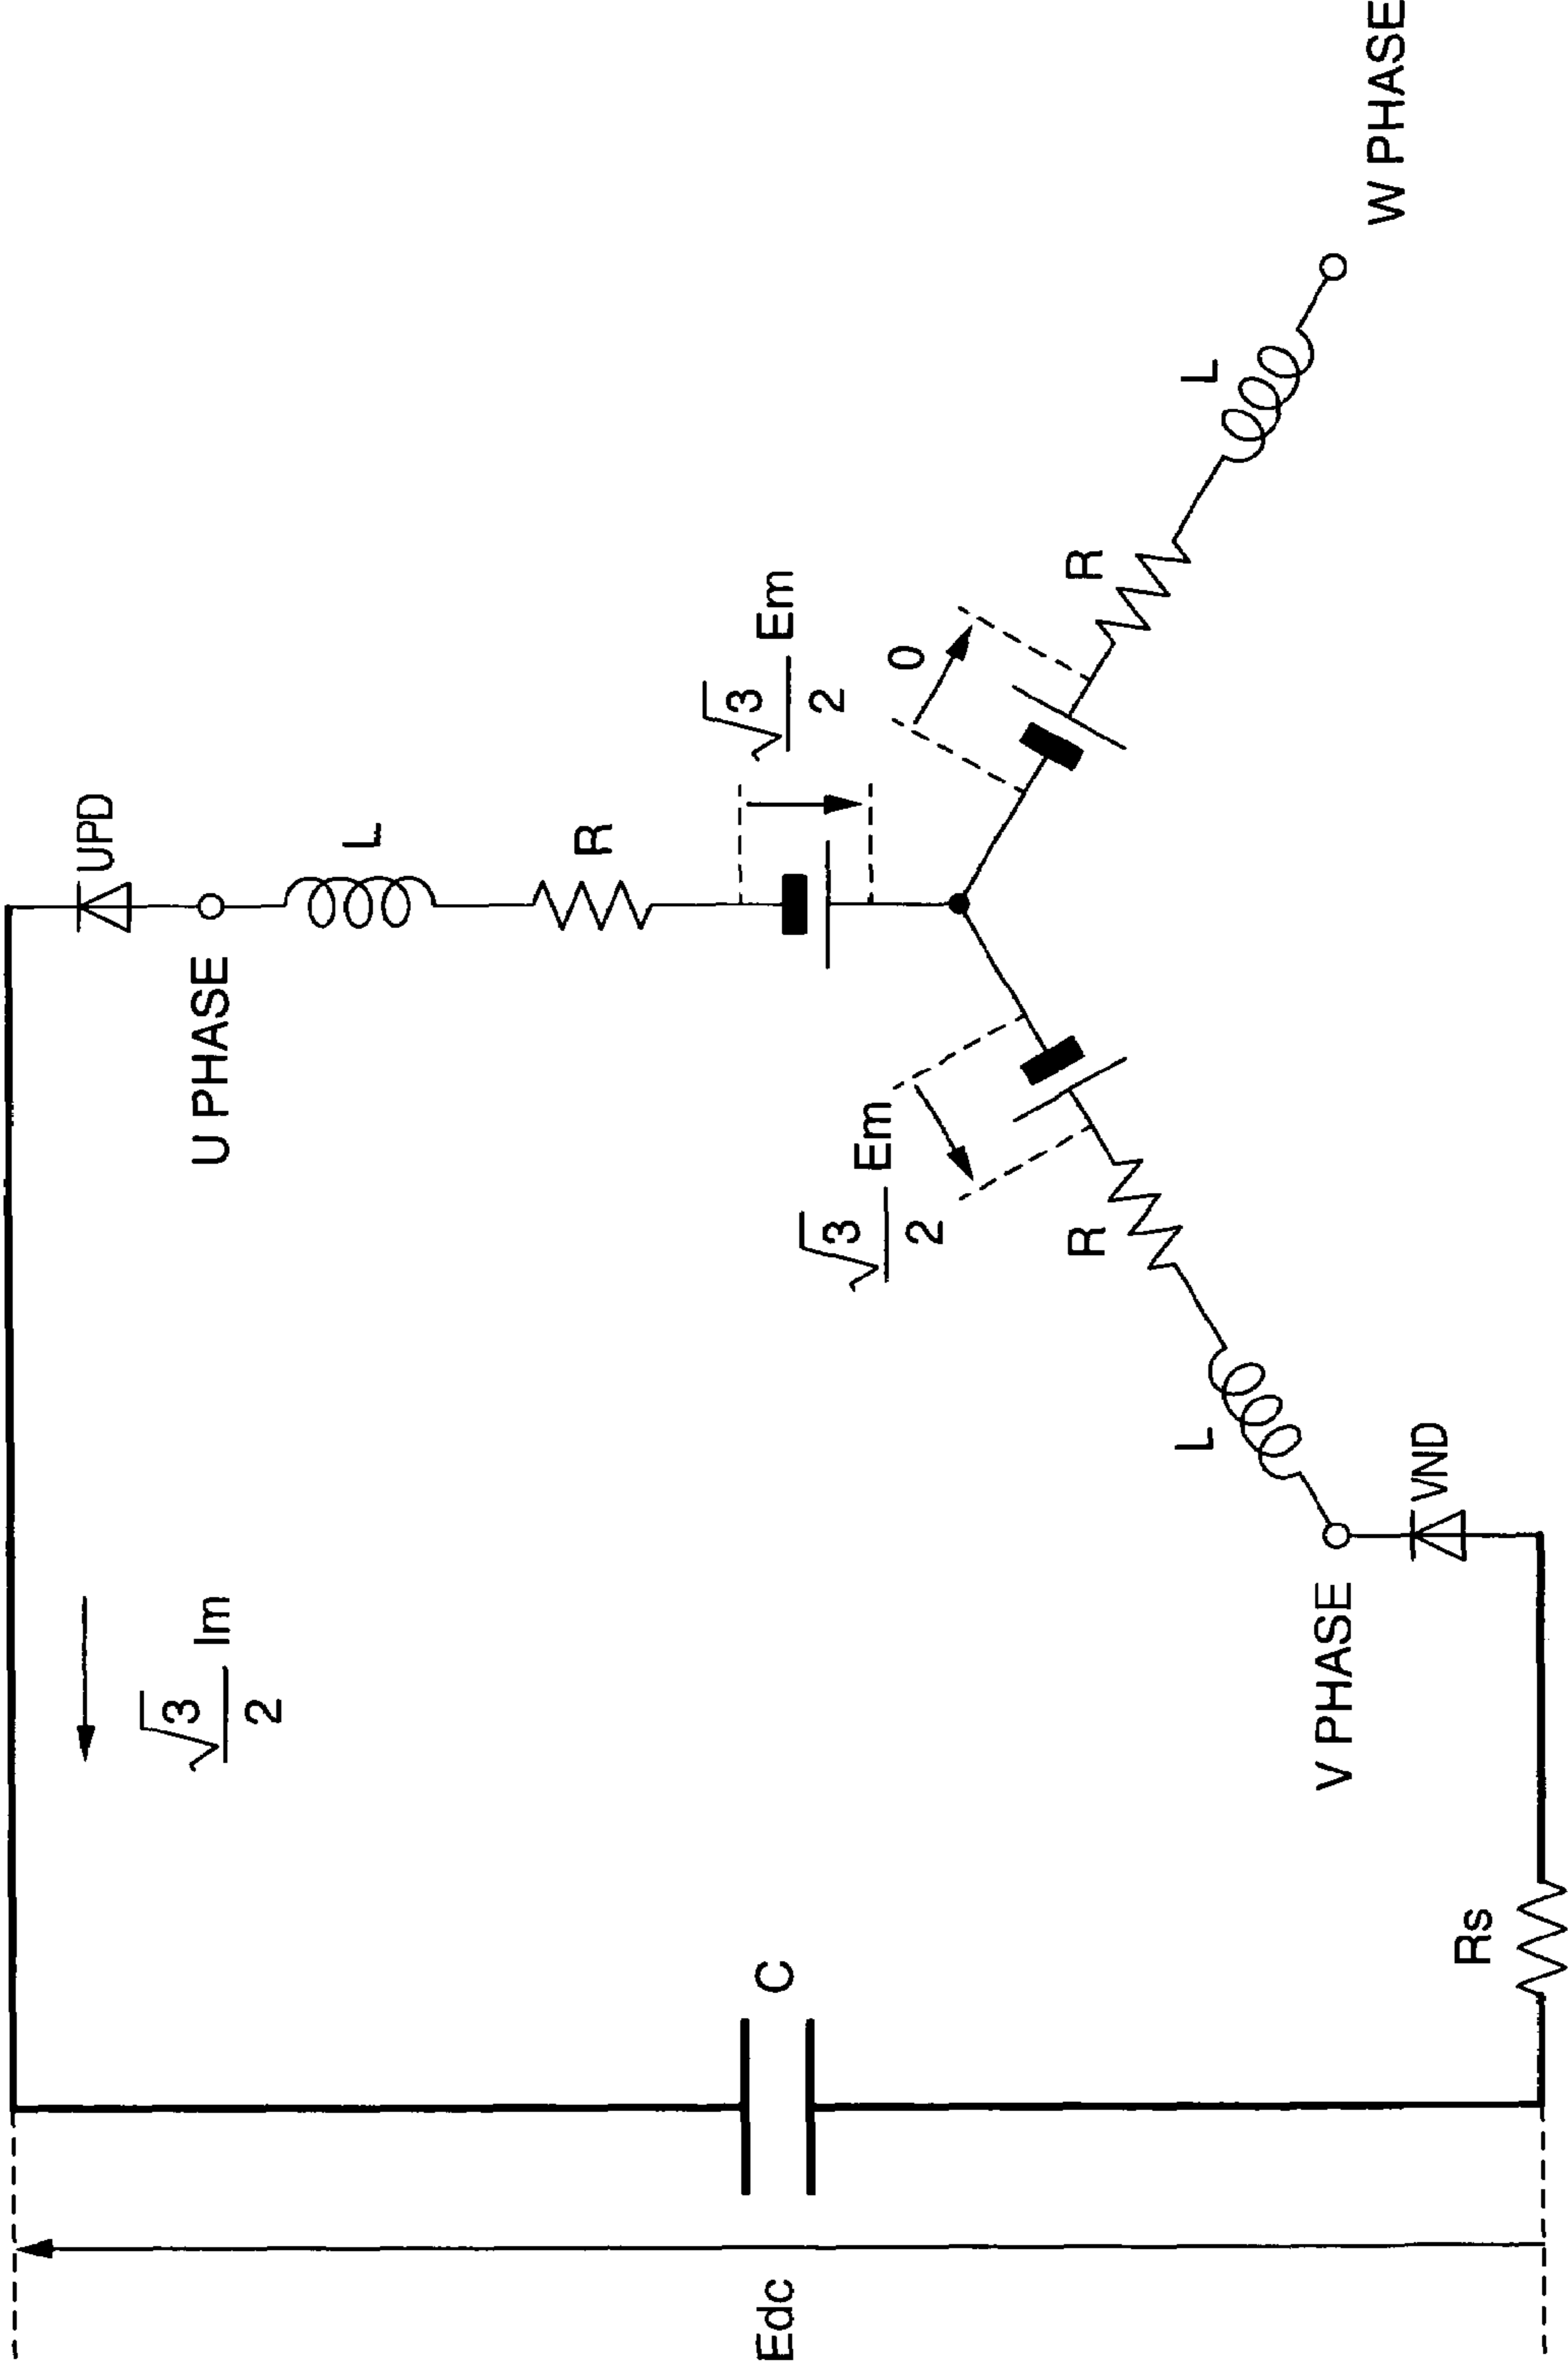 UPD
U PHASE
√3/2 Im
L
R
√3/2 Em
Edc
C
√3/2 Em
0
R
R
L
L
V PHASE
W PHASE
VND
Rs